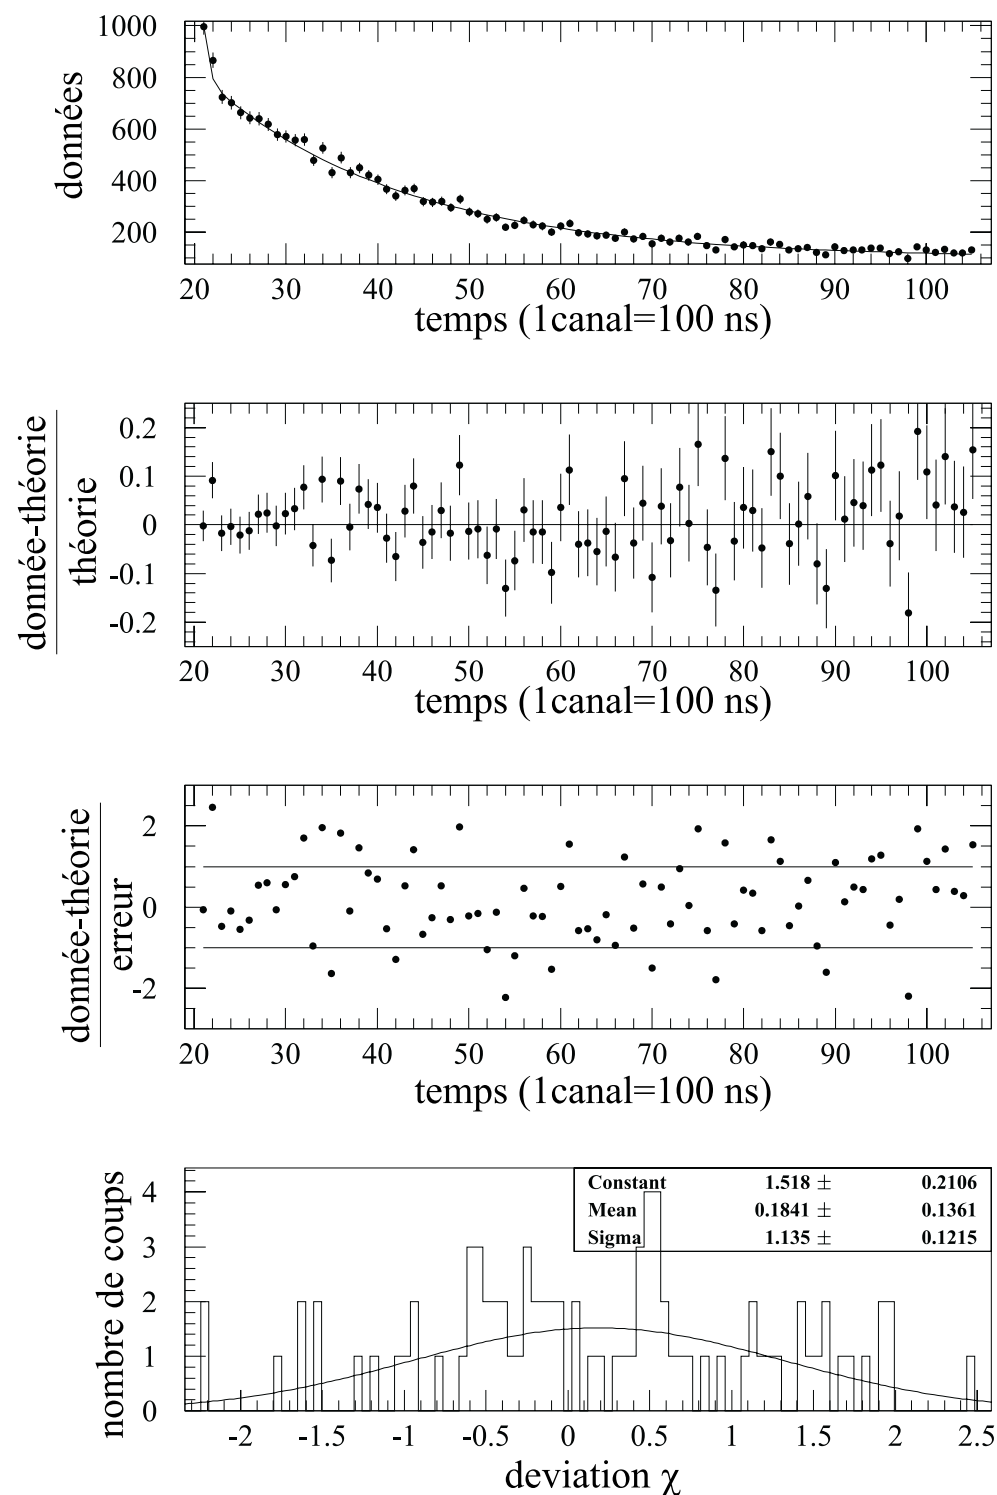 1000
800
600
400
200
données
20 30 40 50 60 70 80 90 100
temps (1canal=100 ns)
0.2
0.1
0
-0.1
-0.2
donnée-théorie
théorie
20 30 40 50 60 70 80 90 100
temps (1canal=100 ns)
2
0
-2
donnée-théorie
erreur
20 30 40 50 60 70 80 90 100
temps (1canal=100 ns)
Constant 1.518 ± 0.2106
Mean 0.1841 ± 0.1361
Sigma 1.135 ± 0.1215
4
3
2
1
0
nombre de coups
-2 -1.5 -1 -0.5 0 0.5 1 1.5 2 2.5
deviation χ